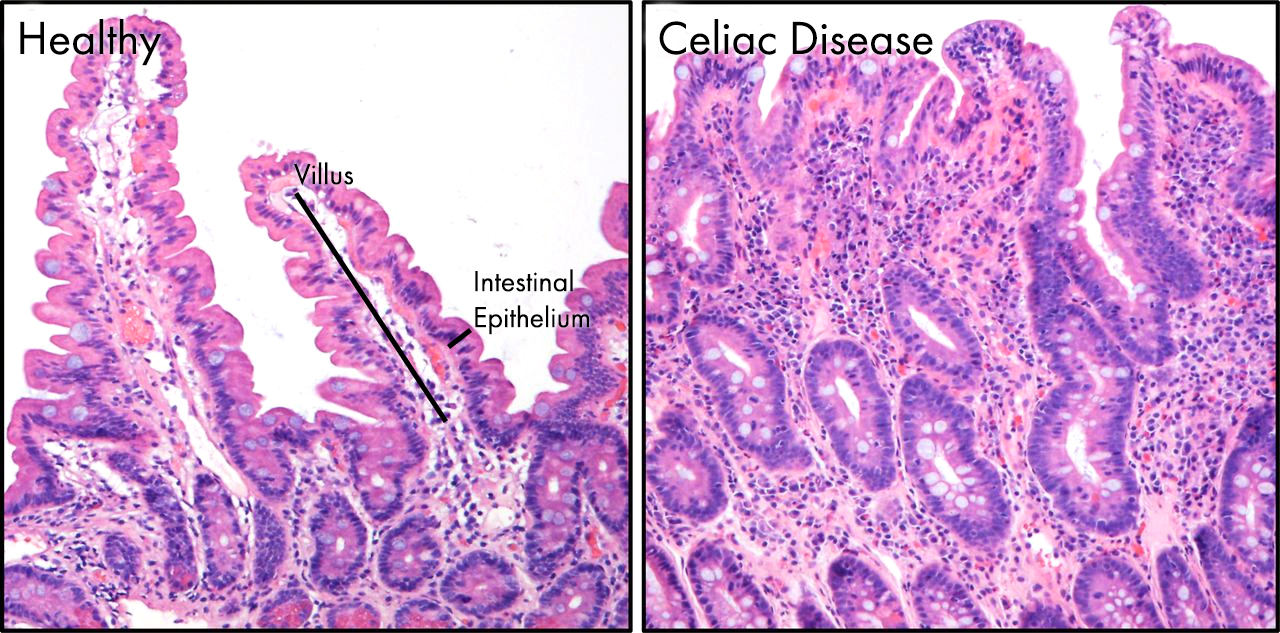 Healthy
Celiac Disease
Villus
Intestinal
Epithelium